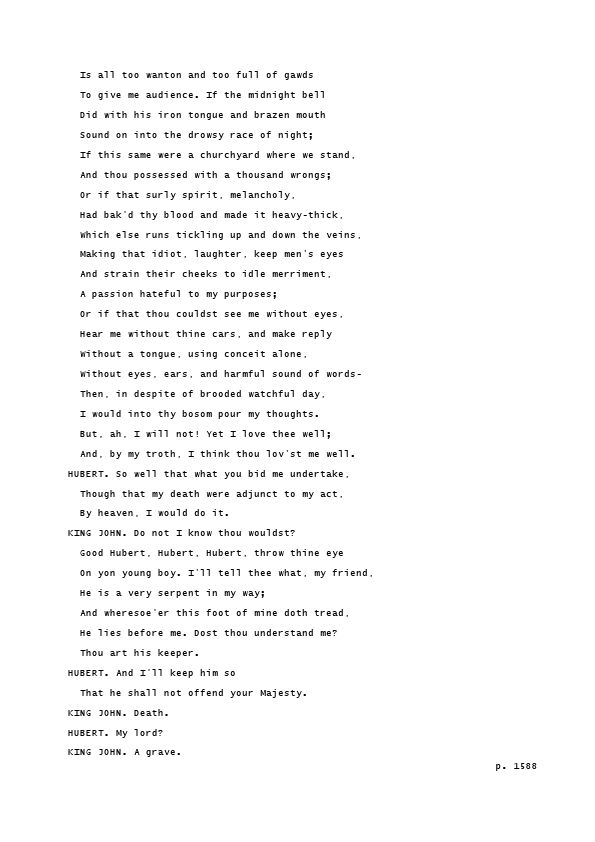 Is all too wanton and too full of gawds
To give me audience. If the midnight bell
Did with his iron tongue and brazen mouth
Sound on into the drowsy race of night;
If this same were a churchyard where we stand,
And thou possessed with a thousand wrongs;
Or if that surly spirit, melancholy,
Had bak'd thy blood and made it heavy-thick,
Which else runs tickling up and down the veins,
Making that idiot, laughter, keep men's eyes
And strain their cheeks to idle merriment,
A passion hateful to my purposes;
Or if that thou couldst see me without eyes,
Hear me without thine cars, and make reply
Without a tongue, using conceit alone,
Without eyes, ears, and harmful sound of words-
Then, in despite of brooded watchful day,
I would into thy bosom pour my thoughts.
But, ah, I will not! Yet I love thee well;
And, by my troth, I think thou lov'st me well.
HUBERT. So well that what you bid me undertake,
Though that my death were adjunct to my act,
By heaven, I would do it.
KING JOHN. Do not I know thou wouldst?
Good Hubert, Hubert, Hubert, throw thine eye
On yon young boy. I'll tell thee what, my friend,
He is a very serpent in my way;
And wheresoe'er this foot of mine doth tread,
He lies before me. Dost thou understand me?
Thou art his keeper.
HUBERT. And I'll keep him so
That he shall not offend your Majesty.
KING JOHN. Death.
HUBERT. My lord?
KING JOHN. A grave.
p. 1588